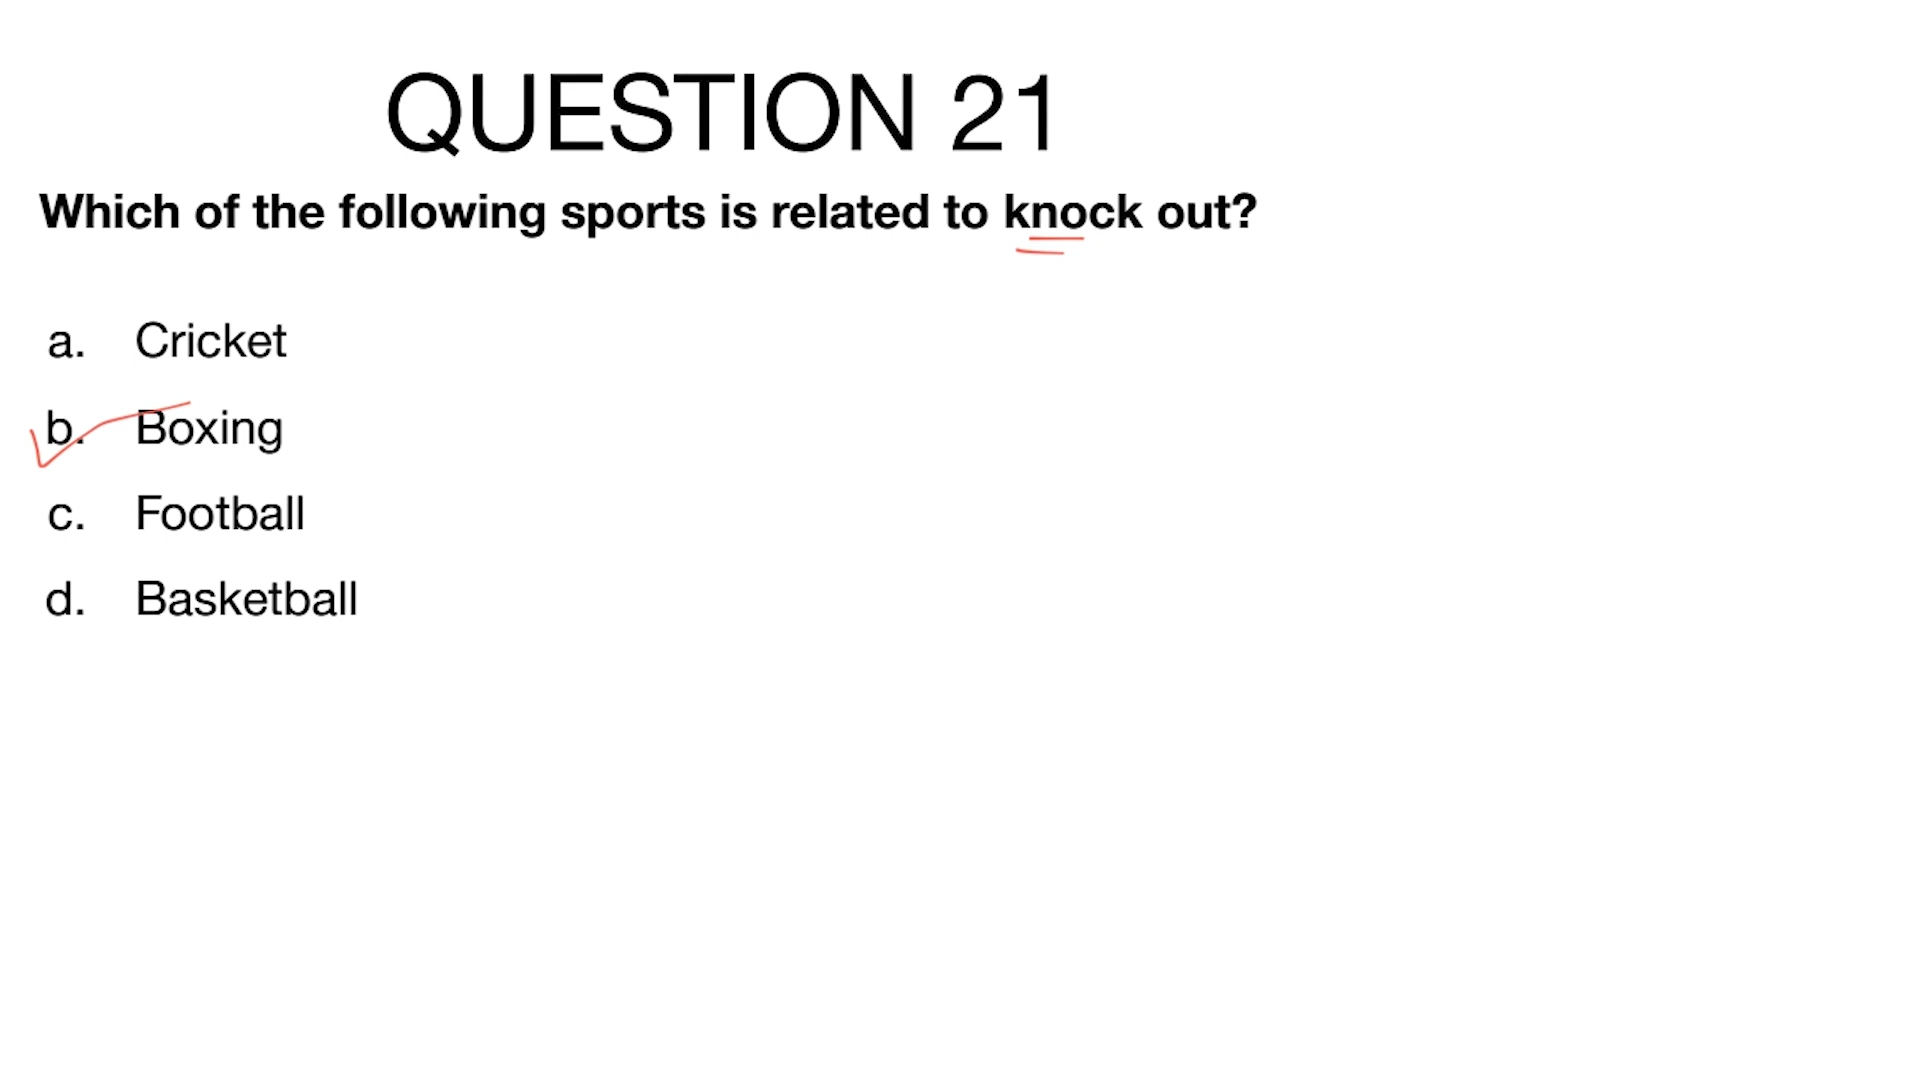 QUESTION 21
Which of the following sports is related to knock out?
a. Cricket
b. Boxing
c. Football
d. Basketball